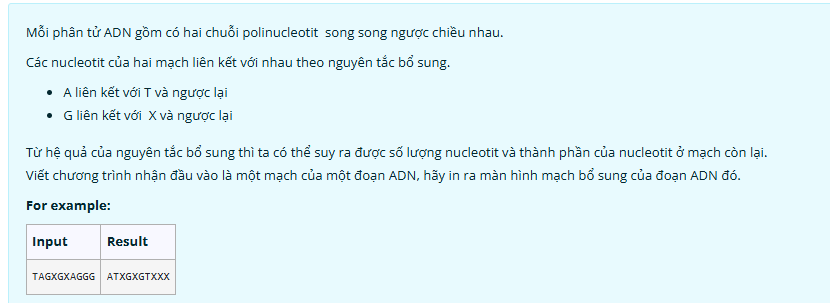 Mỗi phân tử ADN gồm có hai chuỗi polinucleotit song song ngược chiều nhau.
Các nucleotit của hai mạch liên kết với nhau theo nguyên tắc bổ sung.
• A liên kết với T và ngược lại
• G liên kết với X và ngược lại
Từ hệ quả của nguyên tắc bổ sung thì ta có thể suy ra được số lượng nucleotit và thành phần của nucleotit ở mạch còn lại.
Viết chương trình nhận đầu vào là một mạch của một đoạn ADN, hãy in ra màn hình mạch bổ sung của đoạn ADN đó.
For example:
Input Result
TAGXGXAGGG ATXGXGTXXX